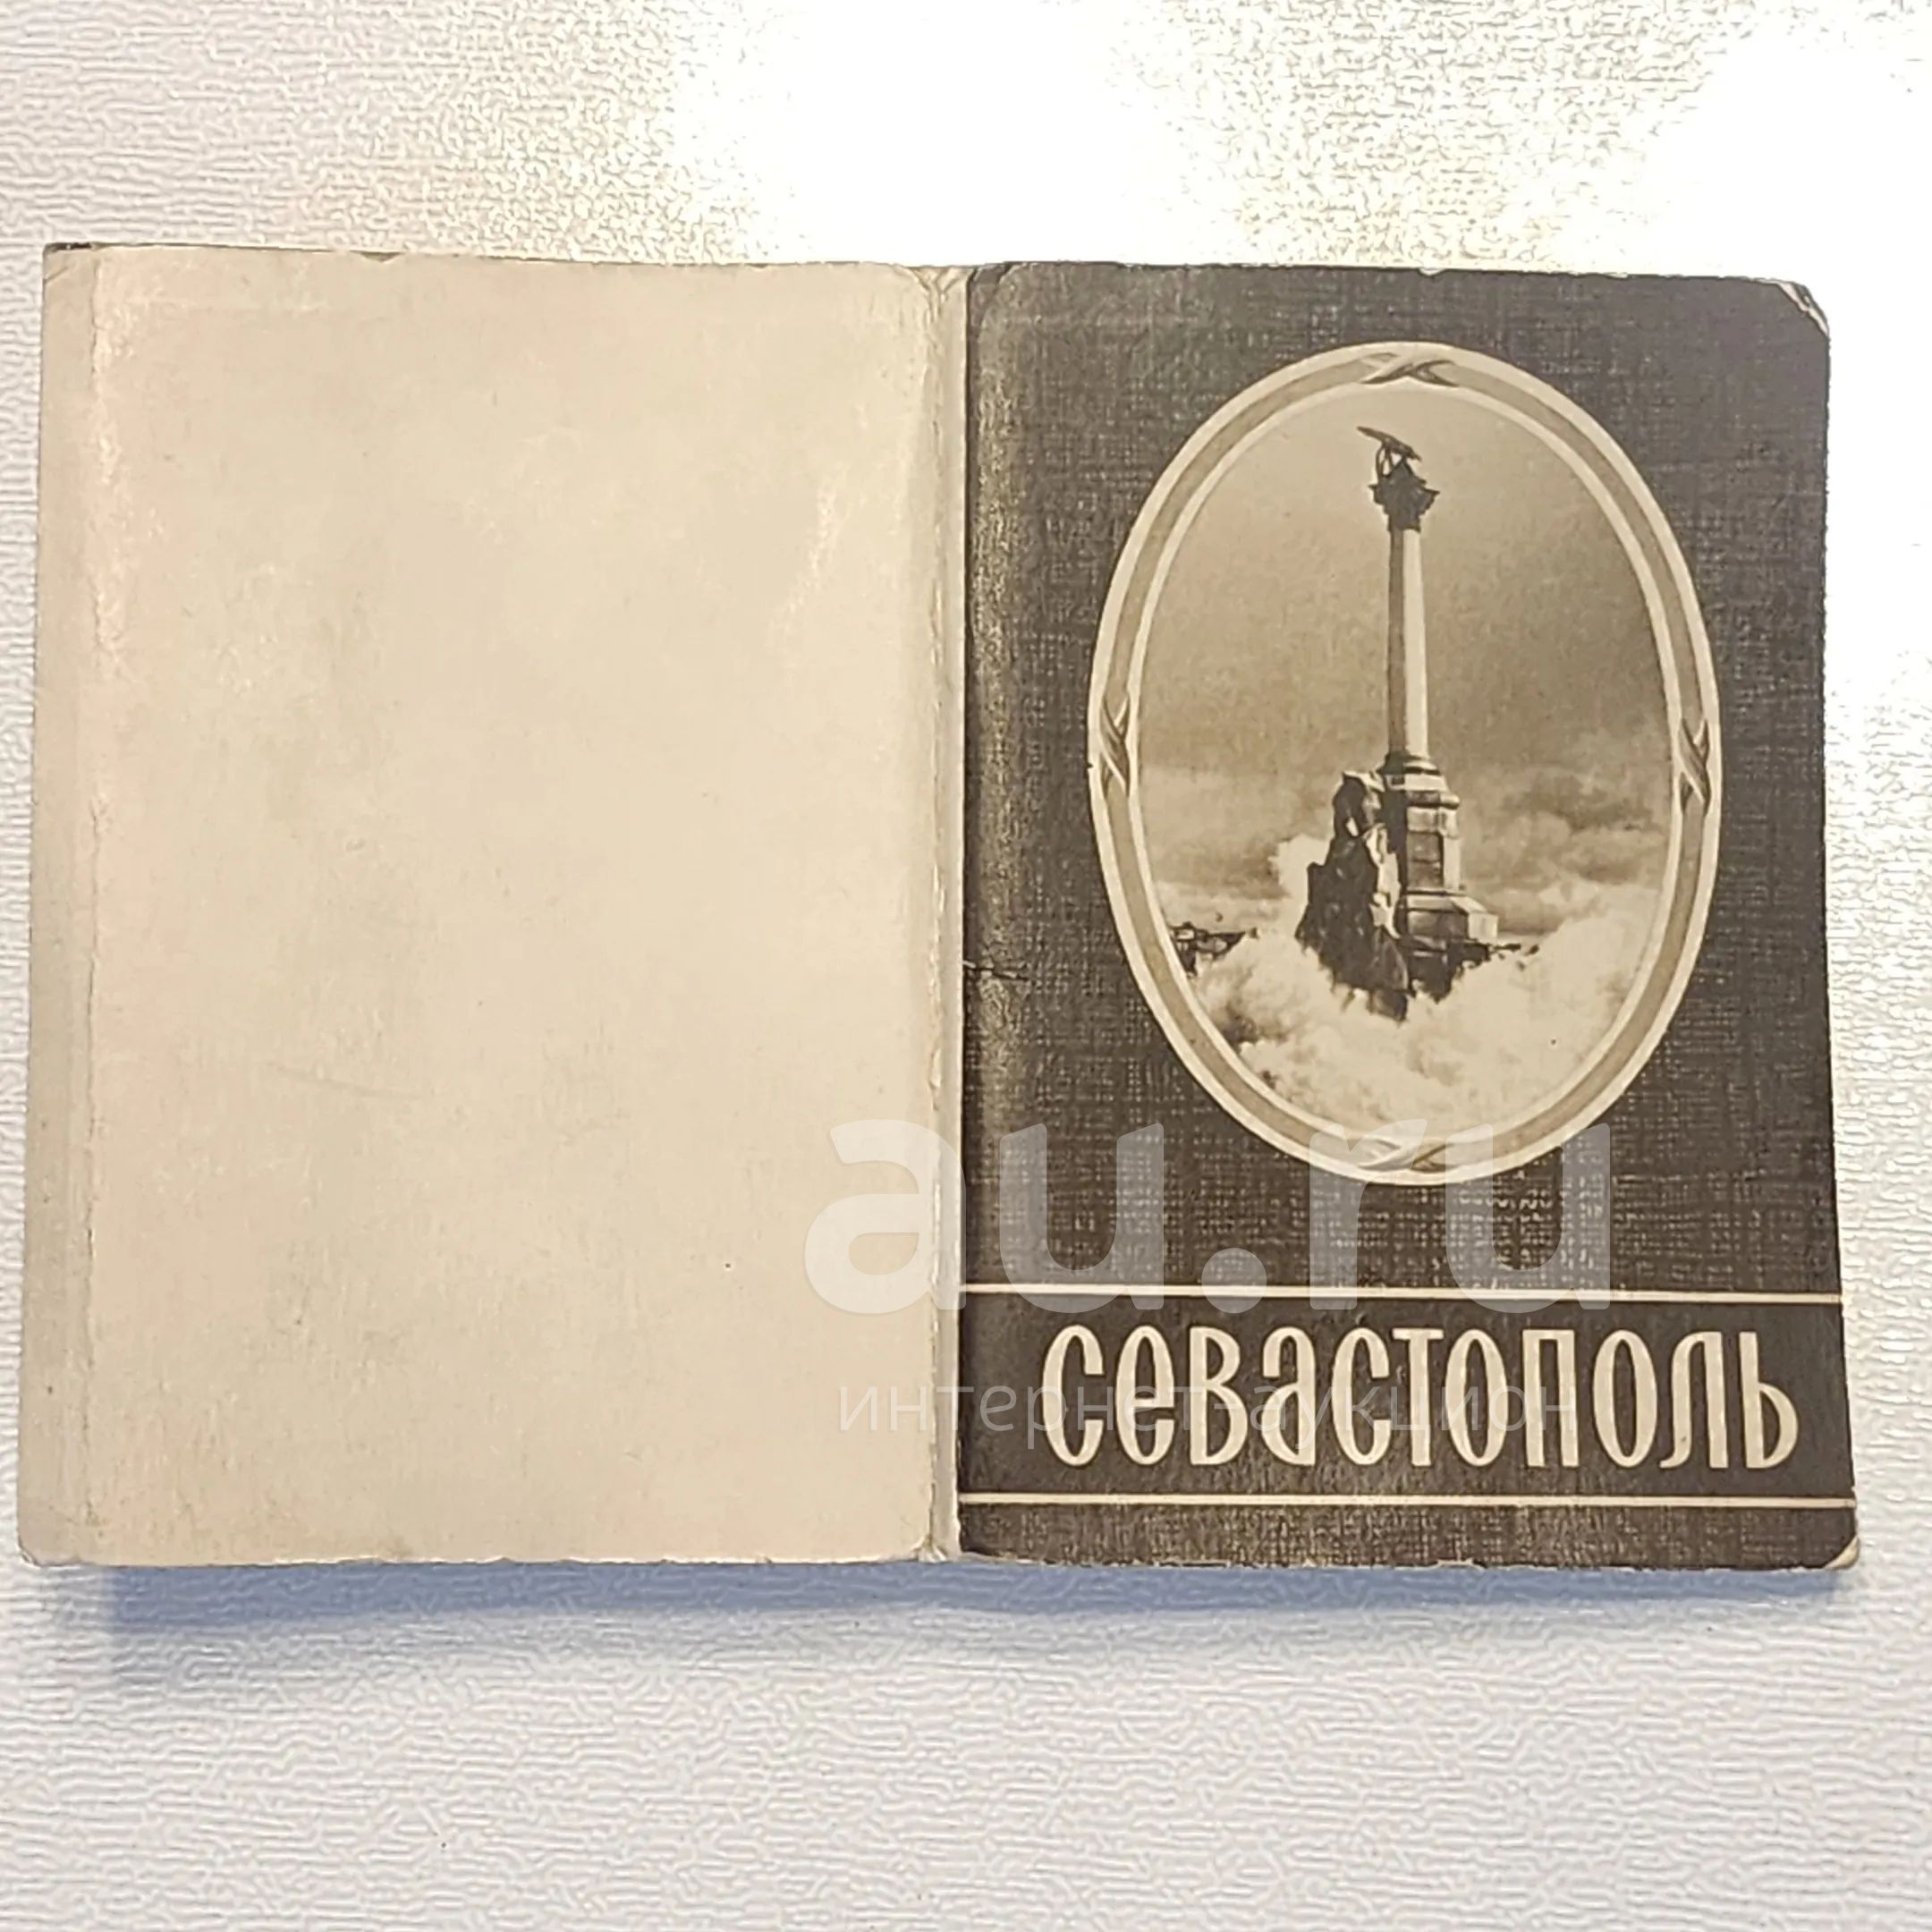 au.ru
севастополь
интернет-аукцион